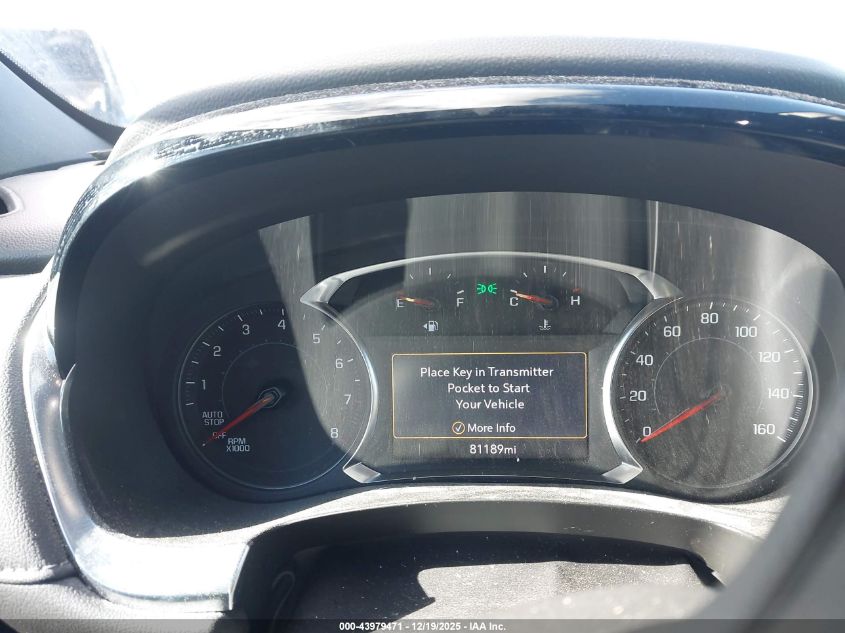 E F C H
1 2 3 4 5 6 7 8
AUTO
STOP
OFF
RPM
X1000
Place Key in Transmitter
Pocket to Start
Your Vehicle
More Info
81189mi
0 20 40 60 80 100 120 140 160
000-43979471 - 12/19/2025 - IAA Inc.